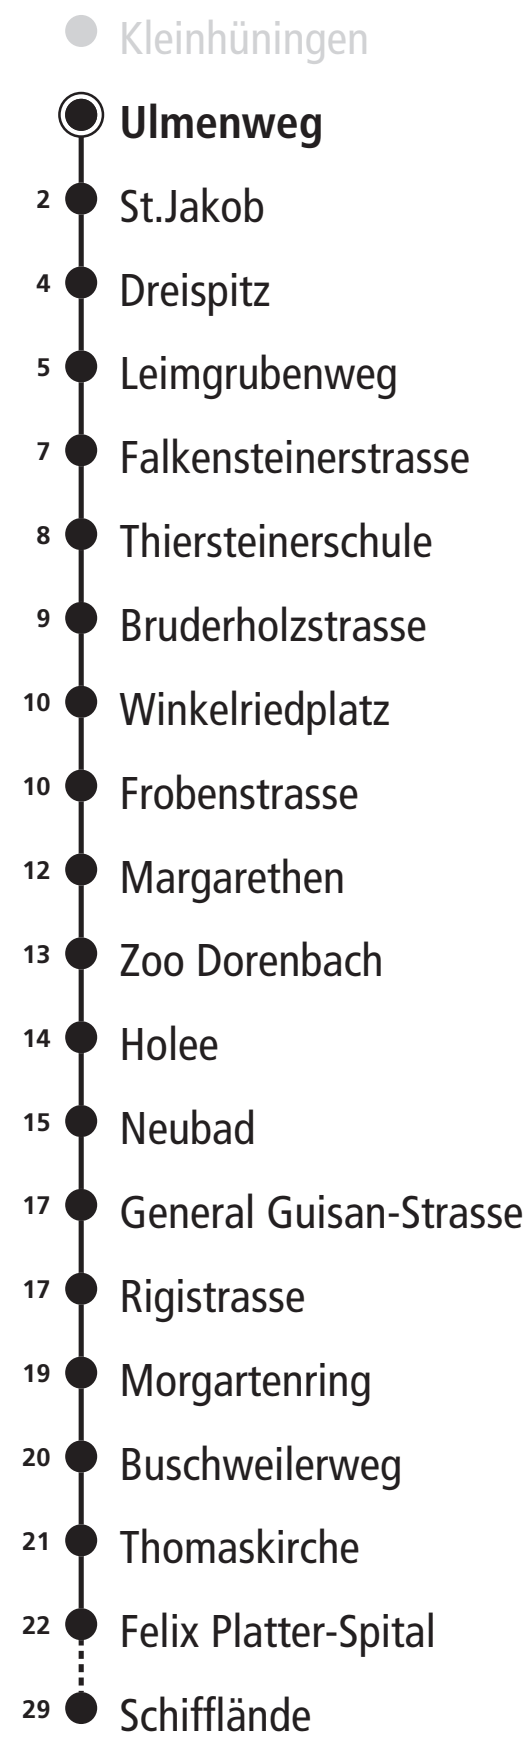 Kleinhüningen
Ulmenweg
2 St.Jakob
4 Dreispitz
5 Leimgrubenweg
7 Falkensteinerstrasse
8 Thiersteinerschule
9 Bruderholzstrasse
10 Winkelriedplatz
10 Frobenstrasse
12 Margarethen
13 Zoo Dorenbach
14 Holee
15 Neubad
17 General Guisan-Strasse
17 Rigistrasse
19 Morgartenring
20 Buschweilerweg
21 Thomaskirche
22 Felix Platter-Spital
29 Schifflände